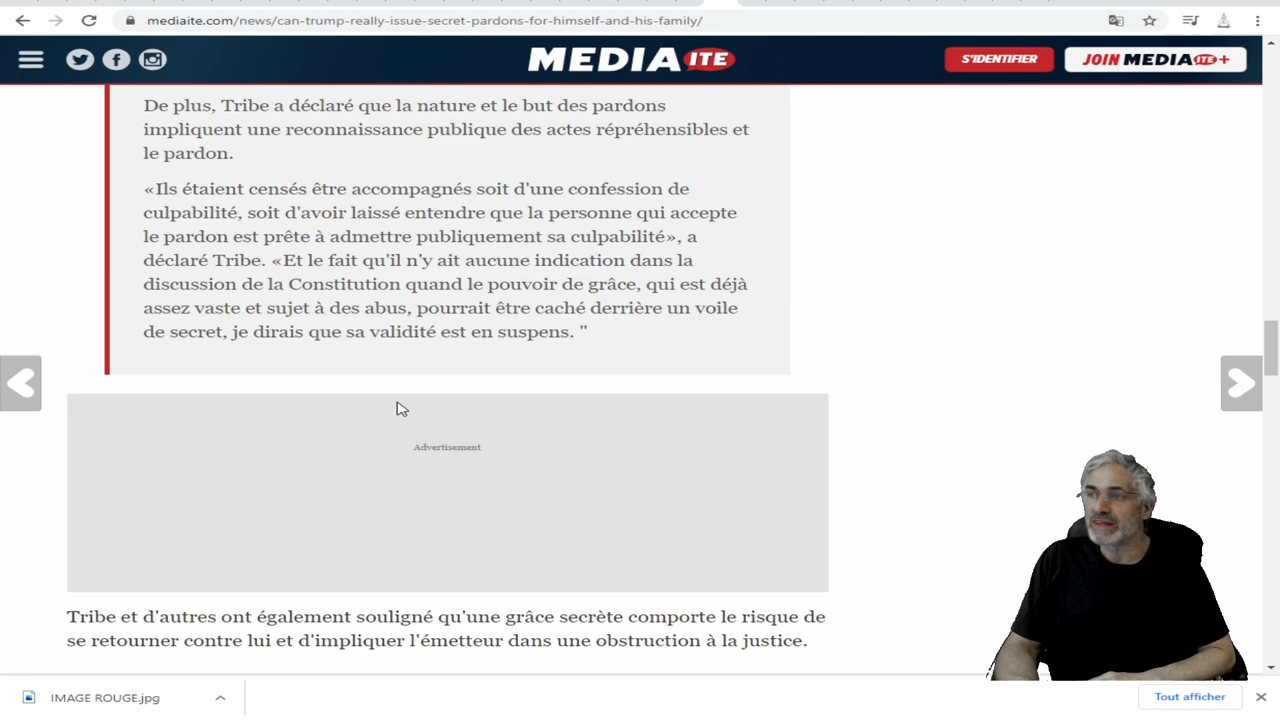 mediaite.com/news/can-trump-really-issue-secret-pardons-for-himself-and-his-family/
MEDIAITE
S'IDENTIFIER
JOIN MEDIAITE+
De plus, Tribe a déclaré que la nature et le but des pardons
impliquent une reconnaissance publique des actes répréhensibles et
le pardon.
«Ils étaient censés être accompagnés soit d'une confession de
culpabilité, soit d'avoir laissé entendre que la personne qui accepte
le pardon est prête à admettre publiquement sa culpabilité», a
déclaré Tribe. «Et le fait qu'il n'y ait aucune indication dans la
discussion de la Constitution quand le pouvoir de grâce, qui est déjà
assez vaste et sujet à des abus, pourrait être caché derrière un voile
de secret, je dirais que sa validité est en suspens. "
Advertisement
Tribe et d'autres ont également souligné qu'une grâce secrète comporte le risque de
se retourner contre lui et d'impliquer l'émetteur dans une obstruction à la justice.
IMAGE ROUGE.jpg
Tout afficher